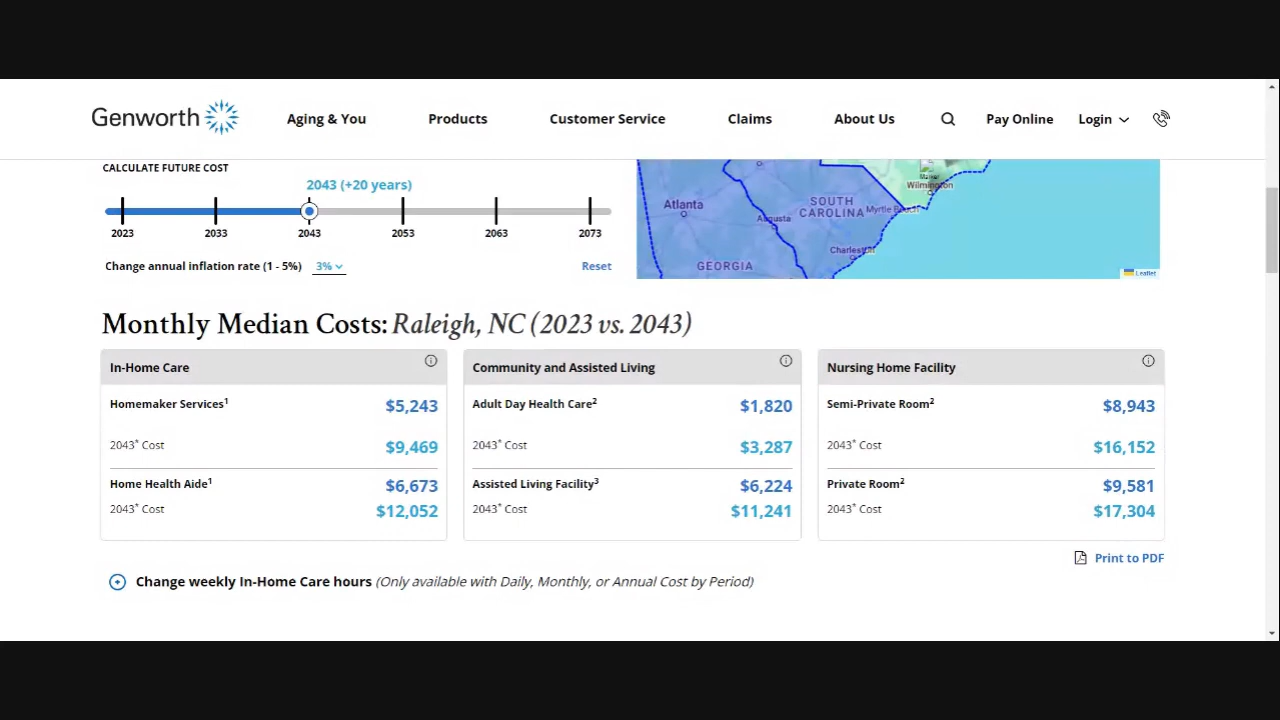 Genworth
Aging & You
Products
Customer Service
Claims
About Us
Pay Online
Login
CALCULATE FUTURE COST
2043 (+20 years)
2023 2033 2043 2053 2063 2073
Change annual inflation rate (1 - 5%) 3% Reset
Wilmington
Atlanta
SOUTH
CAROLINA
Myrtle Beach
Augusta
Charleston
GEORGIA
Leaflet
Monthly Median Costs: Raleigh, NC (2023 vs. 2043)
In-Home Care
Homemaker Services¹ $5,243
2043* Cost $9,469
Home Health Aide¹ $6,673
2043* Cost $12,052
Community and Assisted Living
Adult Day Health Care² $1,820
2043* Cost $3,287
Assisted Living Facility³ $6,224
2043* Cost $11,241
Nursing Home Facility
Semi-Private Room² $8,943
2043* Cost $16,152
Private Room² $9,581
2043* Cost $17,304
Print to PDF
Change weekly In-Home Care hours (Only available with Daily, Monthly, or Annual Cost by Period)